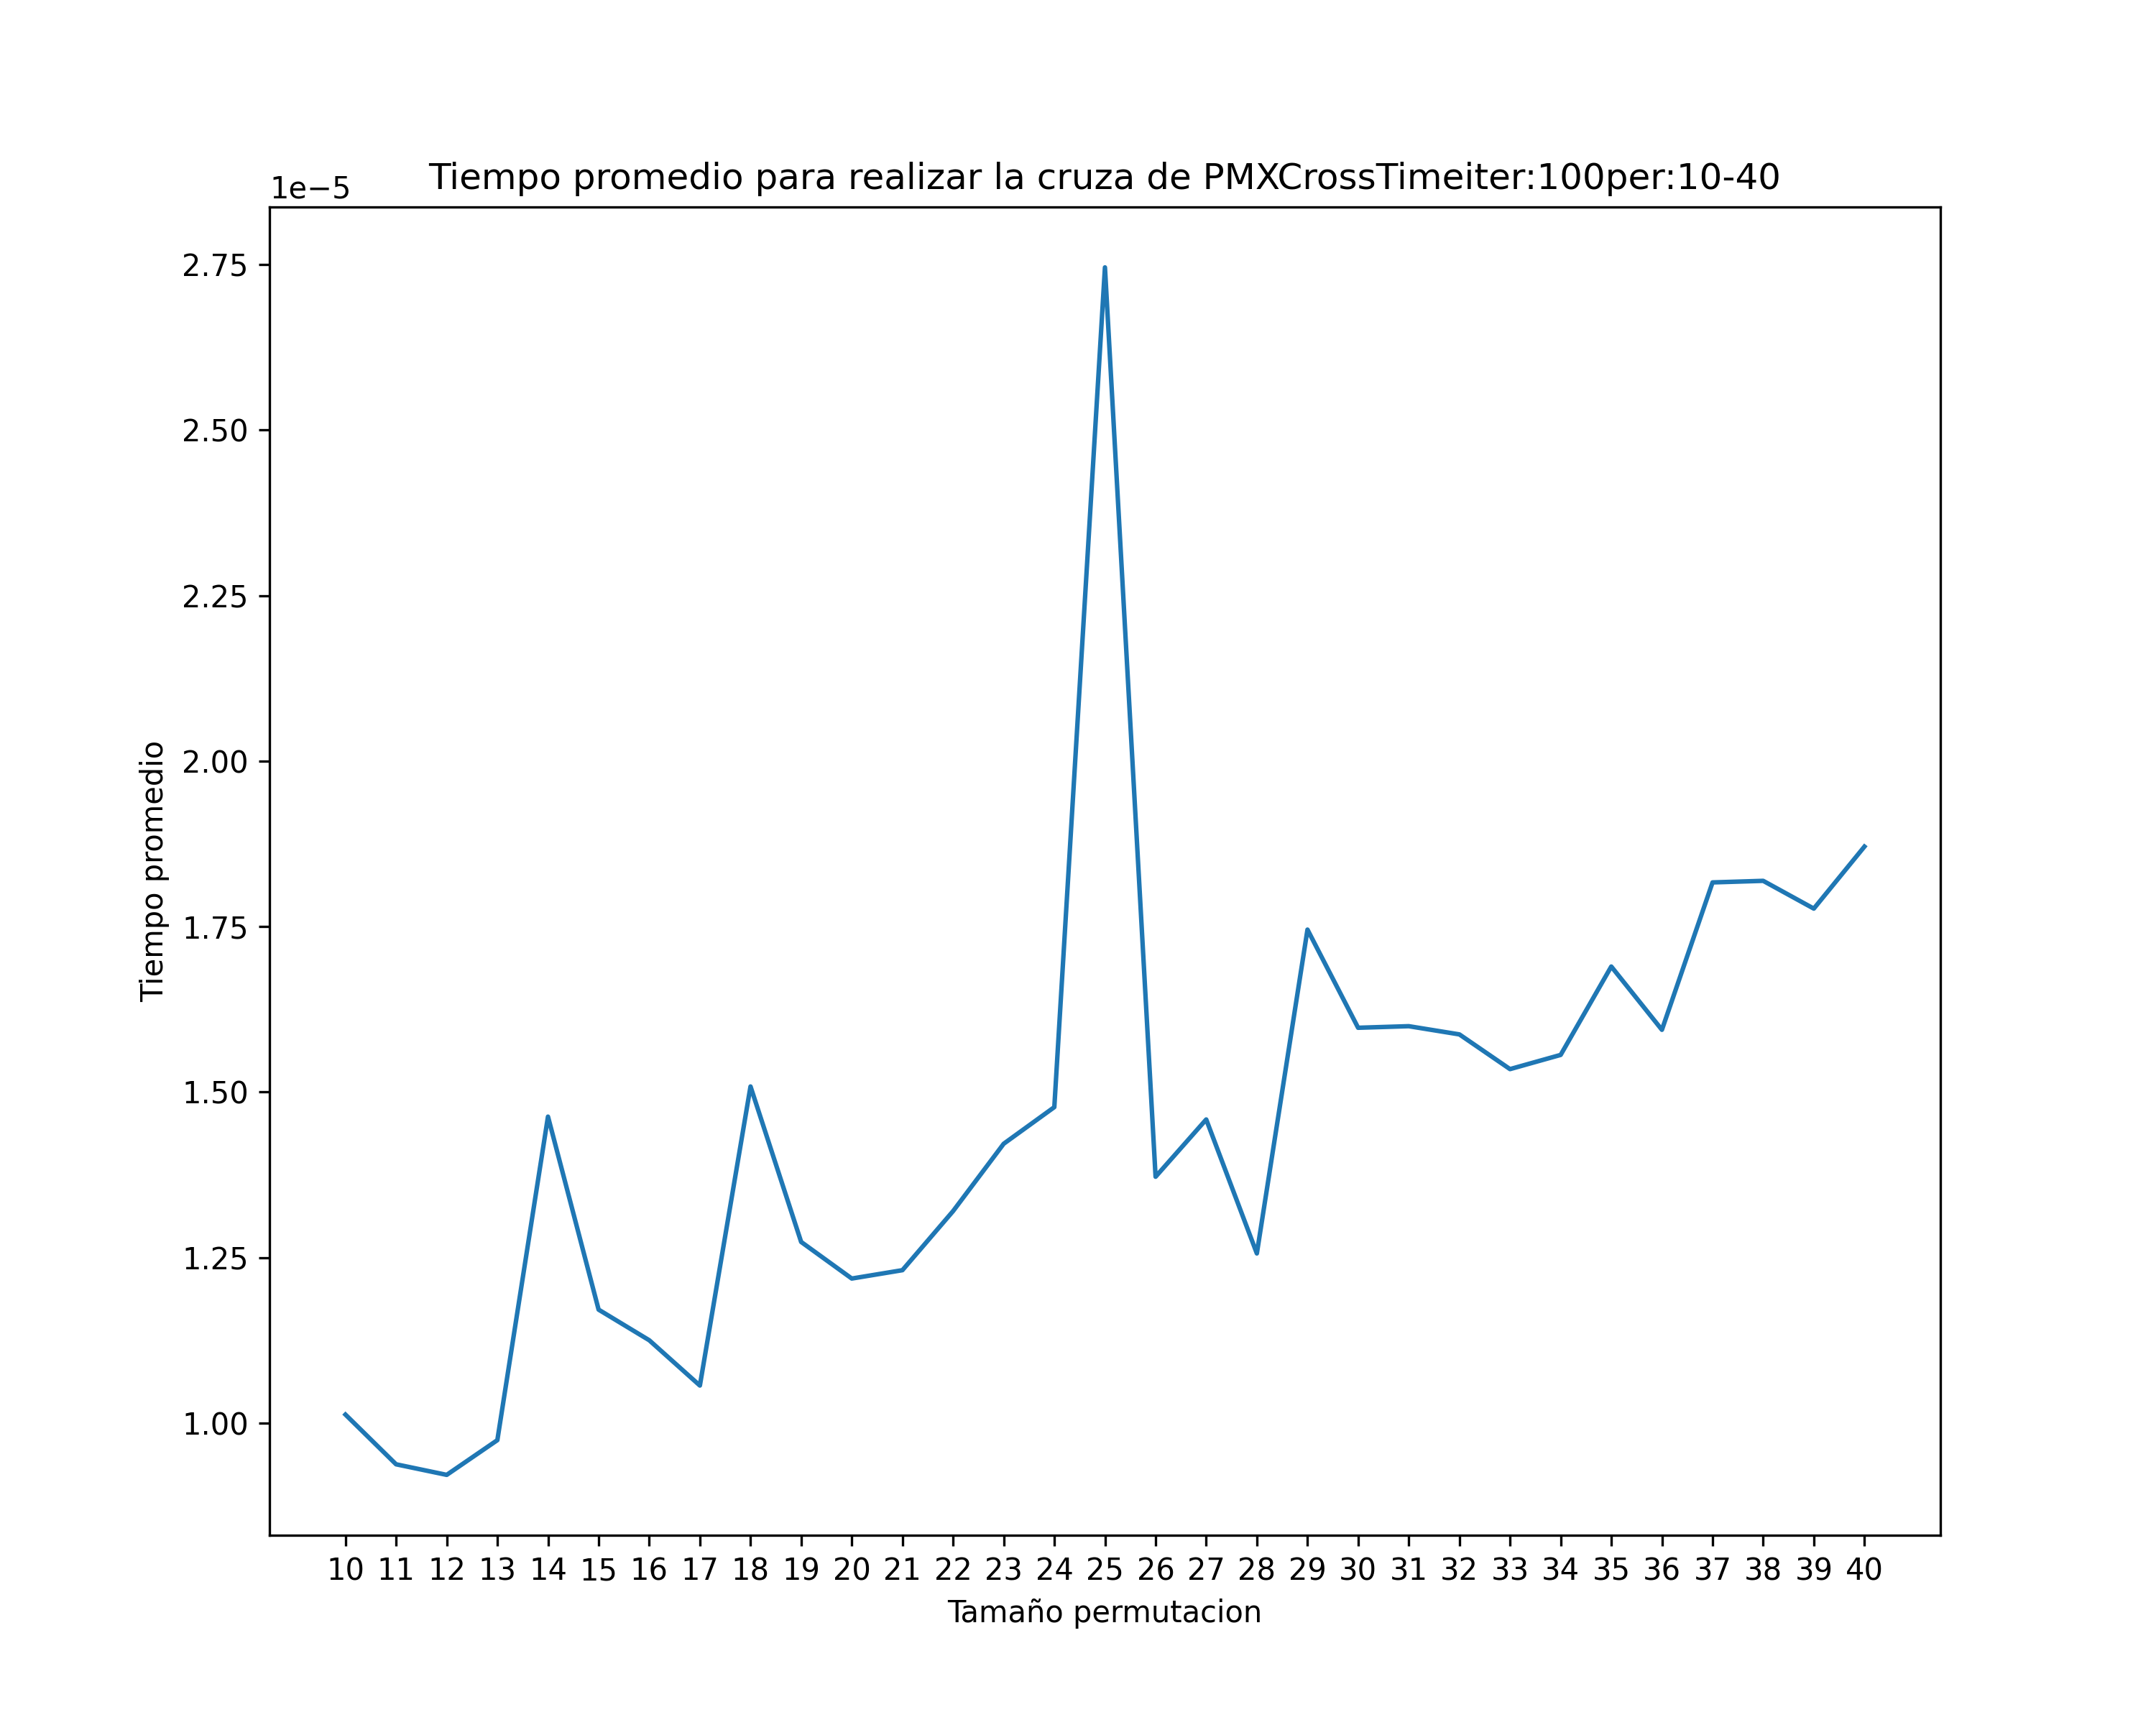 Tiempo promedio para realizar la cruza de PMXCrossTimeiter:100per:10-40
1e−5
2.75
2.50
2.25
2.00
1.75
1.50
1.25
1.00
Tiempo promedio
10 11 12 13 14 15 16 17 18 19 20 21 22 23 24 25 26 27 28 29 30 31 32 33 34 35 36 37 38 39 40
Tamaño permutacion